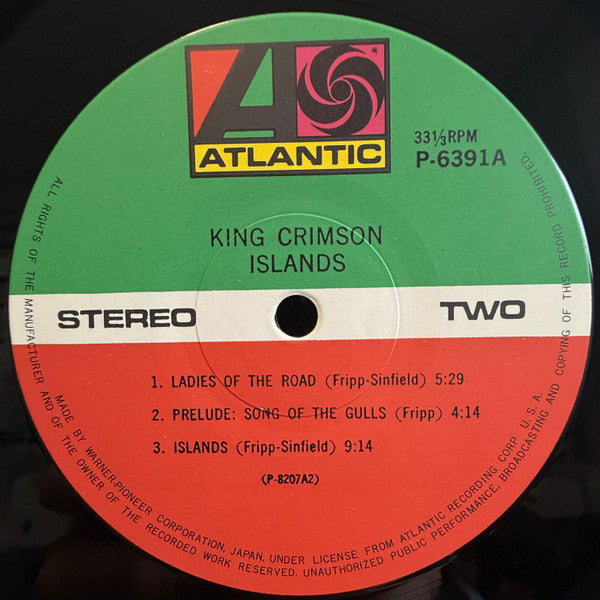 ATLANTIC
®
33⅓ RPM
P-6391A
KING CRIMSON
ISLANDS
STEREO
TWO
1. LADIES OF THE ROAD (Fripp-Sinfield) 5:29
2. PRELUDE: SONG OF THE GULLS (Fripp) 4:14
3. ISLANDS (Fripp-Sinfield) 9:14
(P-8207A2)
MADE BY WARNER-PIONEER CORPORATION, JAPAN, UNDER LICENSE FROM ATLANTIC RECORDING CORP. U.S.A.
ALL RIGHTS OF THE MANUFACTURER AND OF THE OWNER OF THE RECORDED WORK RESERVED. UNAUTHORIZED PUBLIC PERFORMANCE, BROADCASTING AND COPYING OF THIS RECORD PROHIBITED.